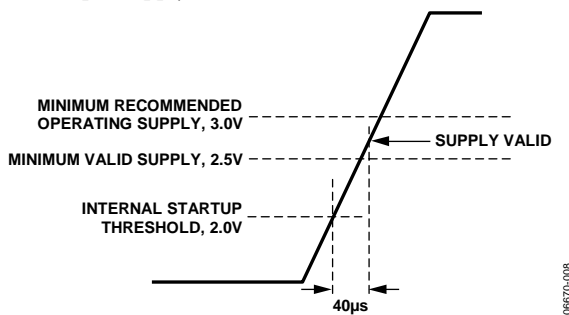 MINIMUM RECOMMENDED
OPERATING SUPPLY, 3.0V
SUPPLY VALID
MINIMUM VALID SUPPLY, 2.5V
INTERNAL STARTUP
THRESHOLD, 2.0V
40µs
06670-008